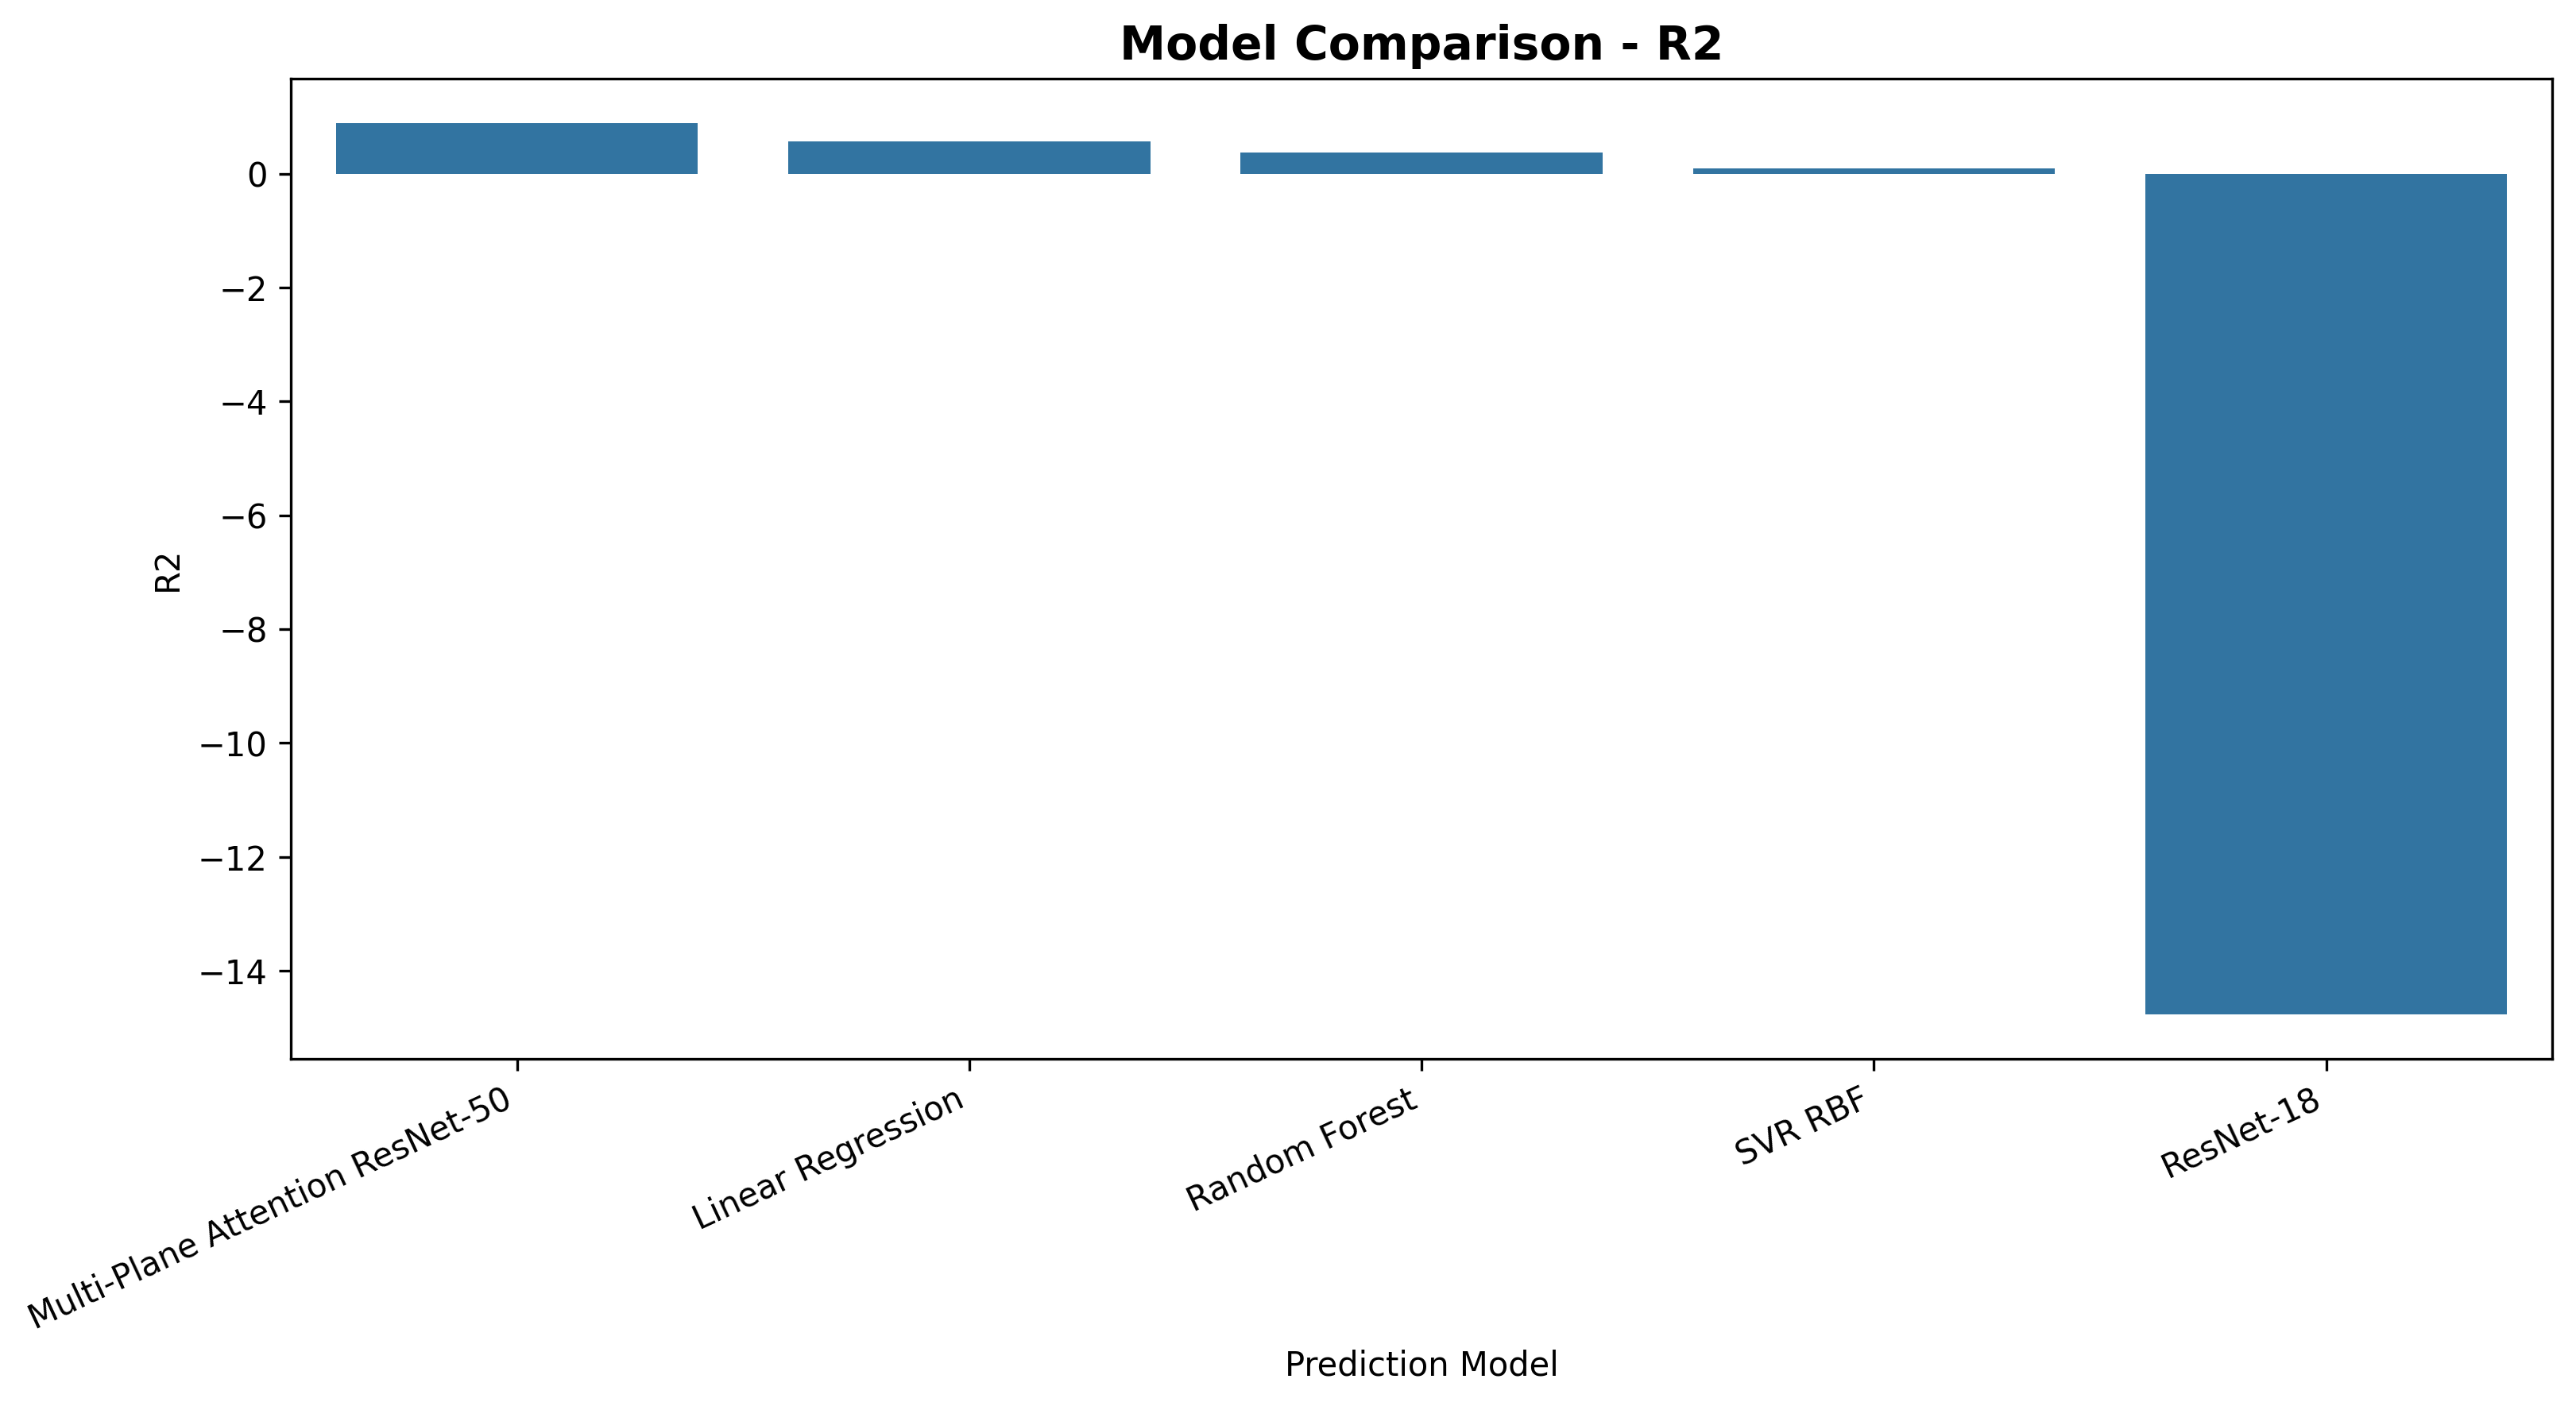 Model Comparison - R2
0
−2
−4
−6
−8
−10
−12
−14
R2
Multi-Plane Attention ResNet-50
Linear Regression
Random Forest
SVR RBF
ResNet-18
Prediction Model